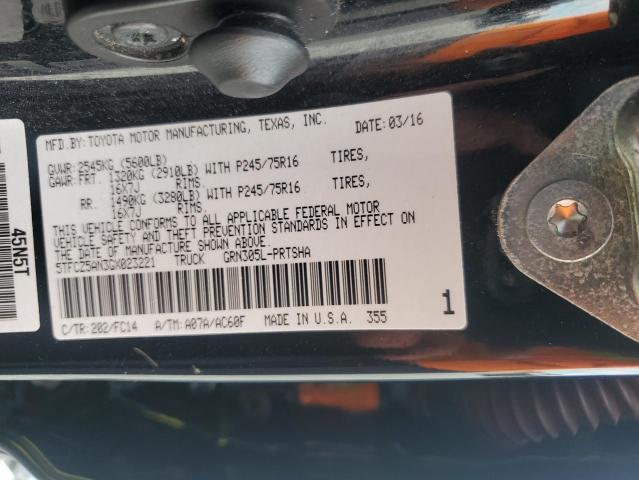 MFD.BY: TOYOTA MOTOR MANUFACTURING, TEXAS, INC. DATE: 03/16
GVWR: 2545KG (5600LB)
GAWR: FRT. 1320KG (2910LB) WITH P245/75R16 TIRES,
16X7J RIMS.
RR. 1490KG (3280LB) WITH P245/75R16 TIRES,
16X7J RIMS.
THIS VEHICLE CONFORMS TO ALL APPLICABLE FEDERAL MOTOR
VEHICLE SAFETY AND THEFT PREVENTION STANDARDS IN EFFECT ON
THE DATE OF MANUFACTURE SHOWN ABOVE.
5TFCZ5AN3GX023221 TRUCK GRN305L-PRTSHA
C/TR: 202/FC14 A/TM: A07A/AC60F MADE IN U.S.A. 355
1
45N5T